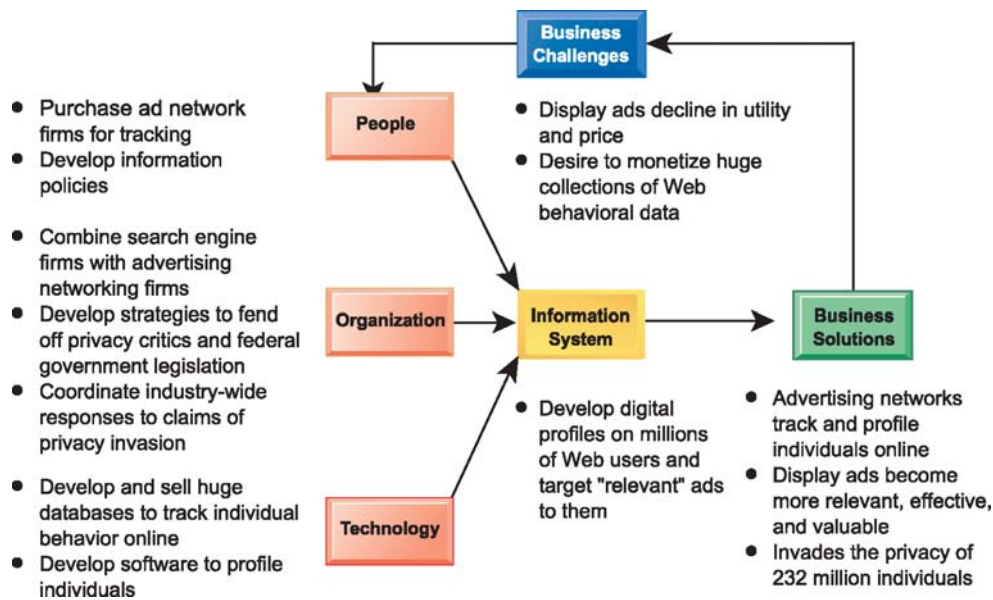 Business
Challenges
● Purchase ad network
firms for tracking
● Develop information
policies
People
● Display ads decline in utility
and price
● Desire to monetize huge
collections of Web
behavioral data
● Combine search engine
firms with advertising
networking firms
● Develop strategies to fend
off privacy critics and federal
government legislation
● Coordinate industry-wide
responses to claims of
privacy invasion
Organization
Information
System
Business
Solutions
● Develop digital
profiles on millions
of Web users and
target "relevant" ads
to them
● Advertising networks
track and profile
individuals online
● Display ads become
more relevant, effective,
and valuable
● Invades the privacy of
232 million individuals
● Develop and sell huge
databases to track individual
behavior online
● Develop software to profile
individuals
Technology